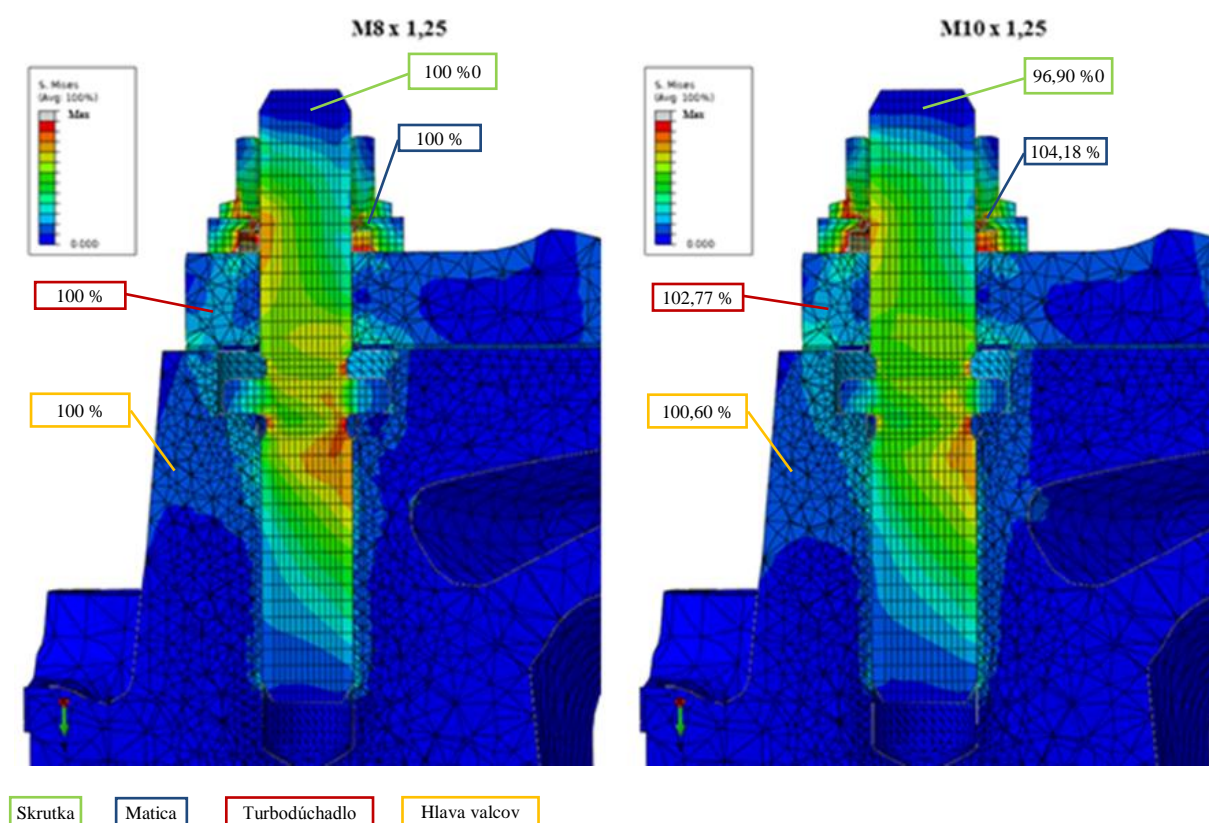 M8 x 1,25
M10 x 1,25
S. Mises
(Avg: 100%)
Max
0.000
100 %0
100 %
100 %
100 %
S. Mises
(Avg: 100%)
Max
0.000
96,90 %0
104,18 %
102,77 %
100,60 %
Skrutka
Matica
Turbodúchadlo
Hlava valcov